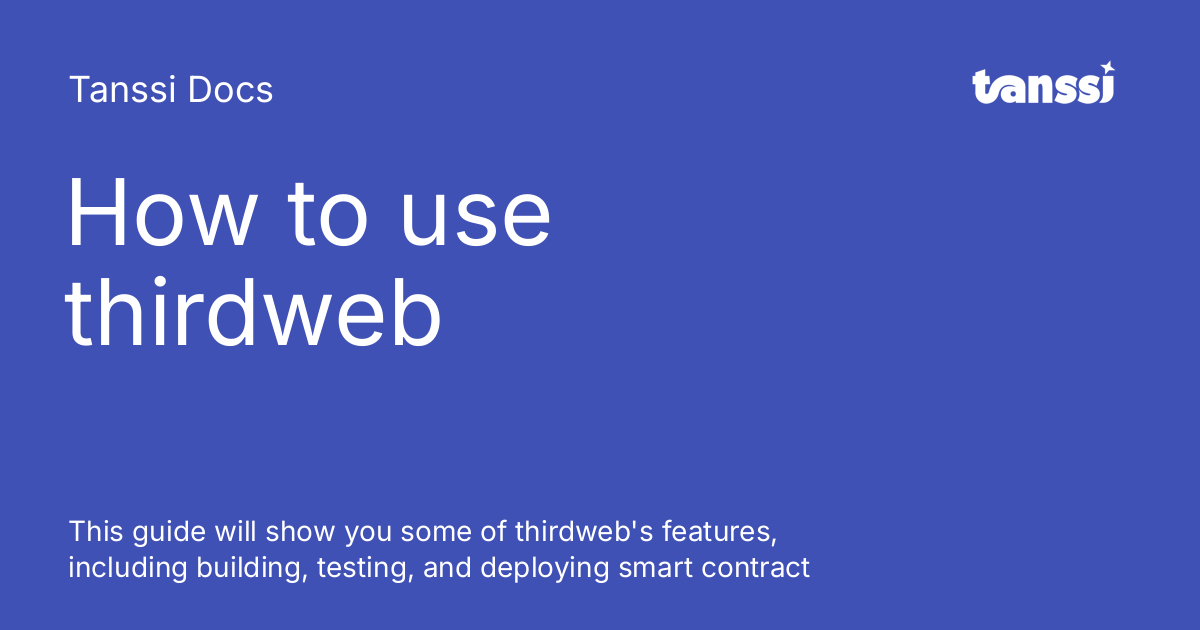 Tanssi Docs
tanssi
How to use
thirdweb
This guide will show you some of thirdweb's features,
including building, testing, and deploying smart contract